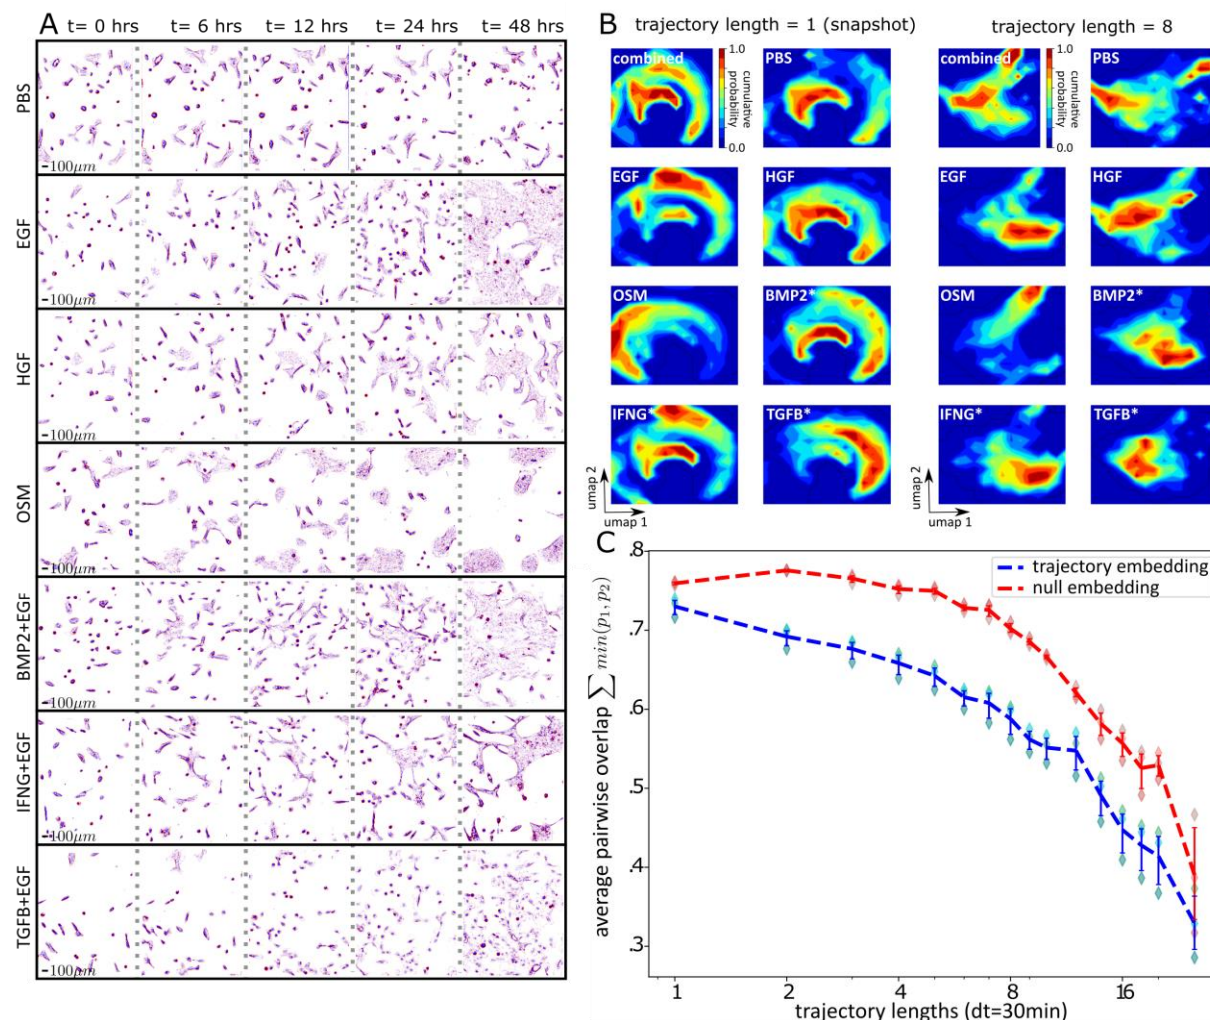 A
t= 0 hrs t= 6 hrs t= 12 hrs t= 24 hrs t= 48 hrs
PBS
-100μm
EGF
-100μm
HGF
-100μm
OSM
-100μm
BMP2+EGF
-100μm
IFNG+EGF
-100μm
TGFB+EGF
-100μm
B
trajectory length = 1 (snapshot) trajectory length = 8
combined
1.0
cumulative
probability
0.0
PBS
combined
1.0
cumulative
probability
0.0
PBS
EGF HGF EGF HGF
OSM BMP2* OSM BMP2*
IFNG* TGFB* IFNG* TGFB*
umap 2
umap 1
umap 2
umap 1
C
.8
.7
.6
.5
.4
.3
average pairwise overlap ∑ min(p₁, p₂)
trajectory embedding
null embedding
1 2 4 8 16
trajectory lengths (dt=30min)